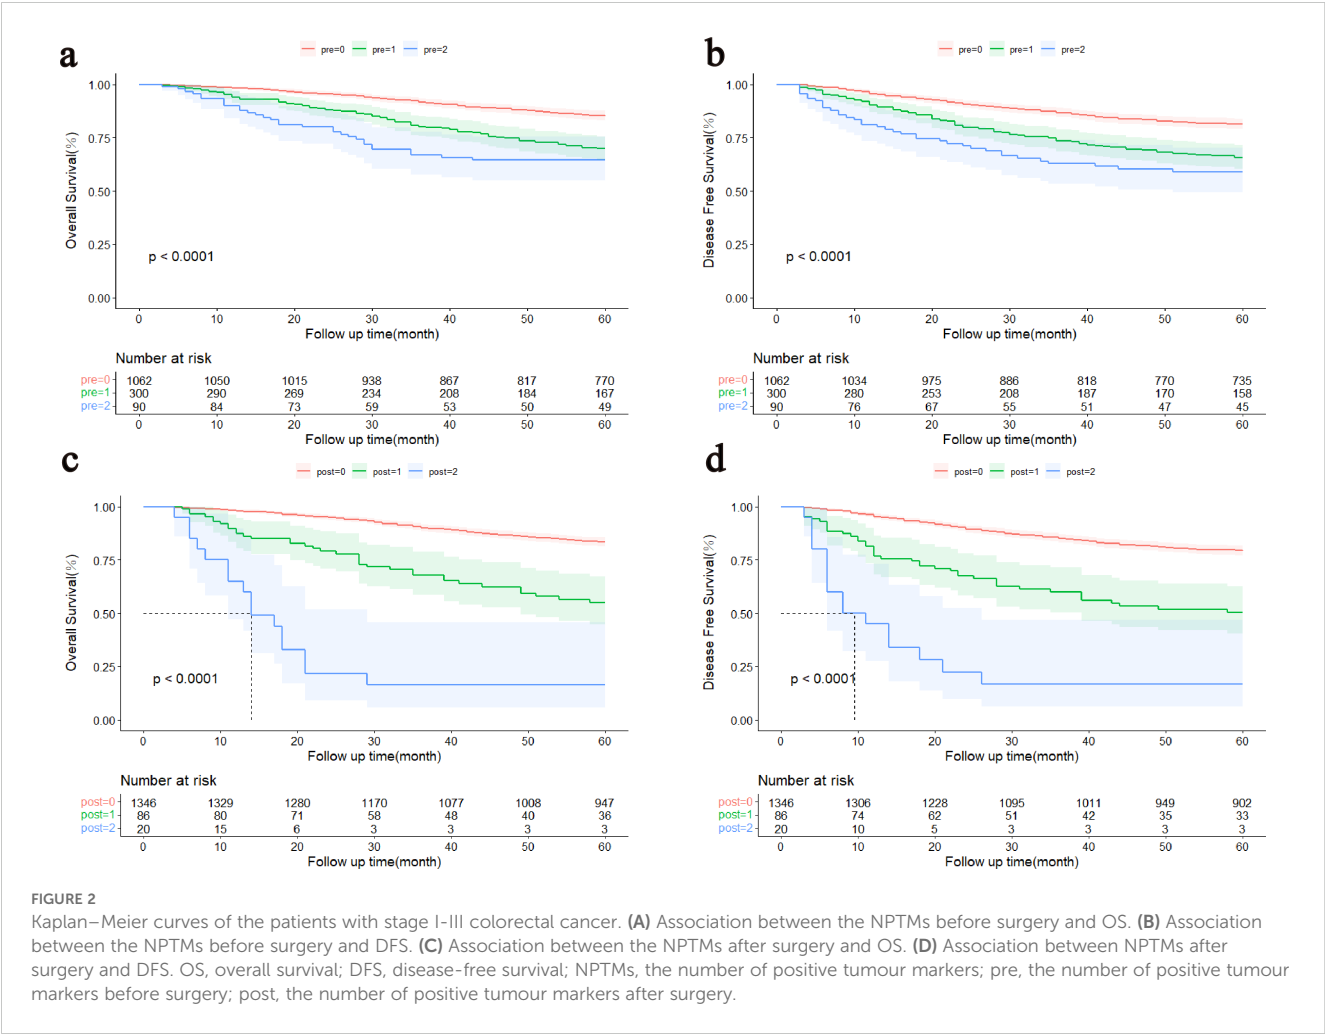 a
pre=0 pre=1 pre=2
Overall Survival(%)
1.00
0.75
0.50
0.25
0.00
p < 0.0001
0 10 20 30 40 50 60
Follow up time(month)
Number at risk
pre=0 1062 1050 1015 938 867 817 770
pre=1 300 290 269 234 208 184 167
pre=2 90 84 73 59 53 50 49
0 10 20 30 40 50 60
Follow up time(month)
b
pre=0 pre=1 pre=2
Disease Free Survival(%)
1.00
0.75
0.50
0.25
0.00
p < 0.0001
0 10 20 30 40 50 60
Follow up time(month)
Number at risk
pre=0 1062 1034 975 886 818 770 735
pre=1 300 280 253 208 187 170 158
pre=2 90 76 67 55 51 47 45
0 10 20 30 40 50 60
Follow up time(month)
c
post=0 post=1 post=2
Overall Survival(%)
1.00
0.75
0.50
0.25
0.00
p < 0.0001
0 10 20 30 40 50 60
Follow up time(month)
Number at risk
post=0 1346 1329 1280 1170 1077 1008 947
post=1 86 80 71 58 48 40 36
post=2 20 15 6 3 3 3 3
0 10 20 30 40 50 60
Follow up time(month)
d
post=0 post=1 post=2
Disease Free Survival(%)
1.00
0.75
0.50
0.25
0.00
p < 0.0001
0 10 20 30 40 50 60
Follow up time(month)
Number at risk
post=0 1346 1306 1228 1095 1011 949 902
post=1 86 74 62 51 42 35 33
post=2 20 10 5 3 3 3 3
0 10 20 30 40 50 60
Follow up time(month)
FIGURE 2
Kaplan–Meier curves of the patients with stage I-III colorectal cancer. (A) Association between the NPTMs before surgery and OS. (B) Association
between the NPTMs before surgery and DFS. (C) Association between the NPTMs after surgery and OS. (D) Association between NPTMs after
surgery and DFS. OS, overall survival; DFS, disease-free survival; NPTMs, the number of positive tumour markers; pre, the number of positive tumour
markers before surgery; post, the number of positive tumour markers after surgery.